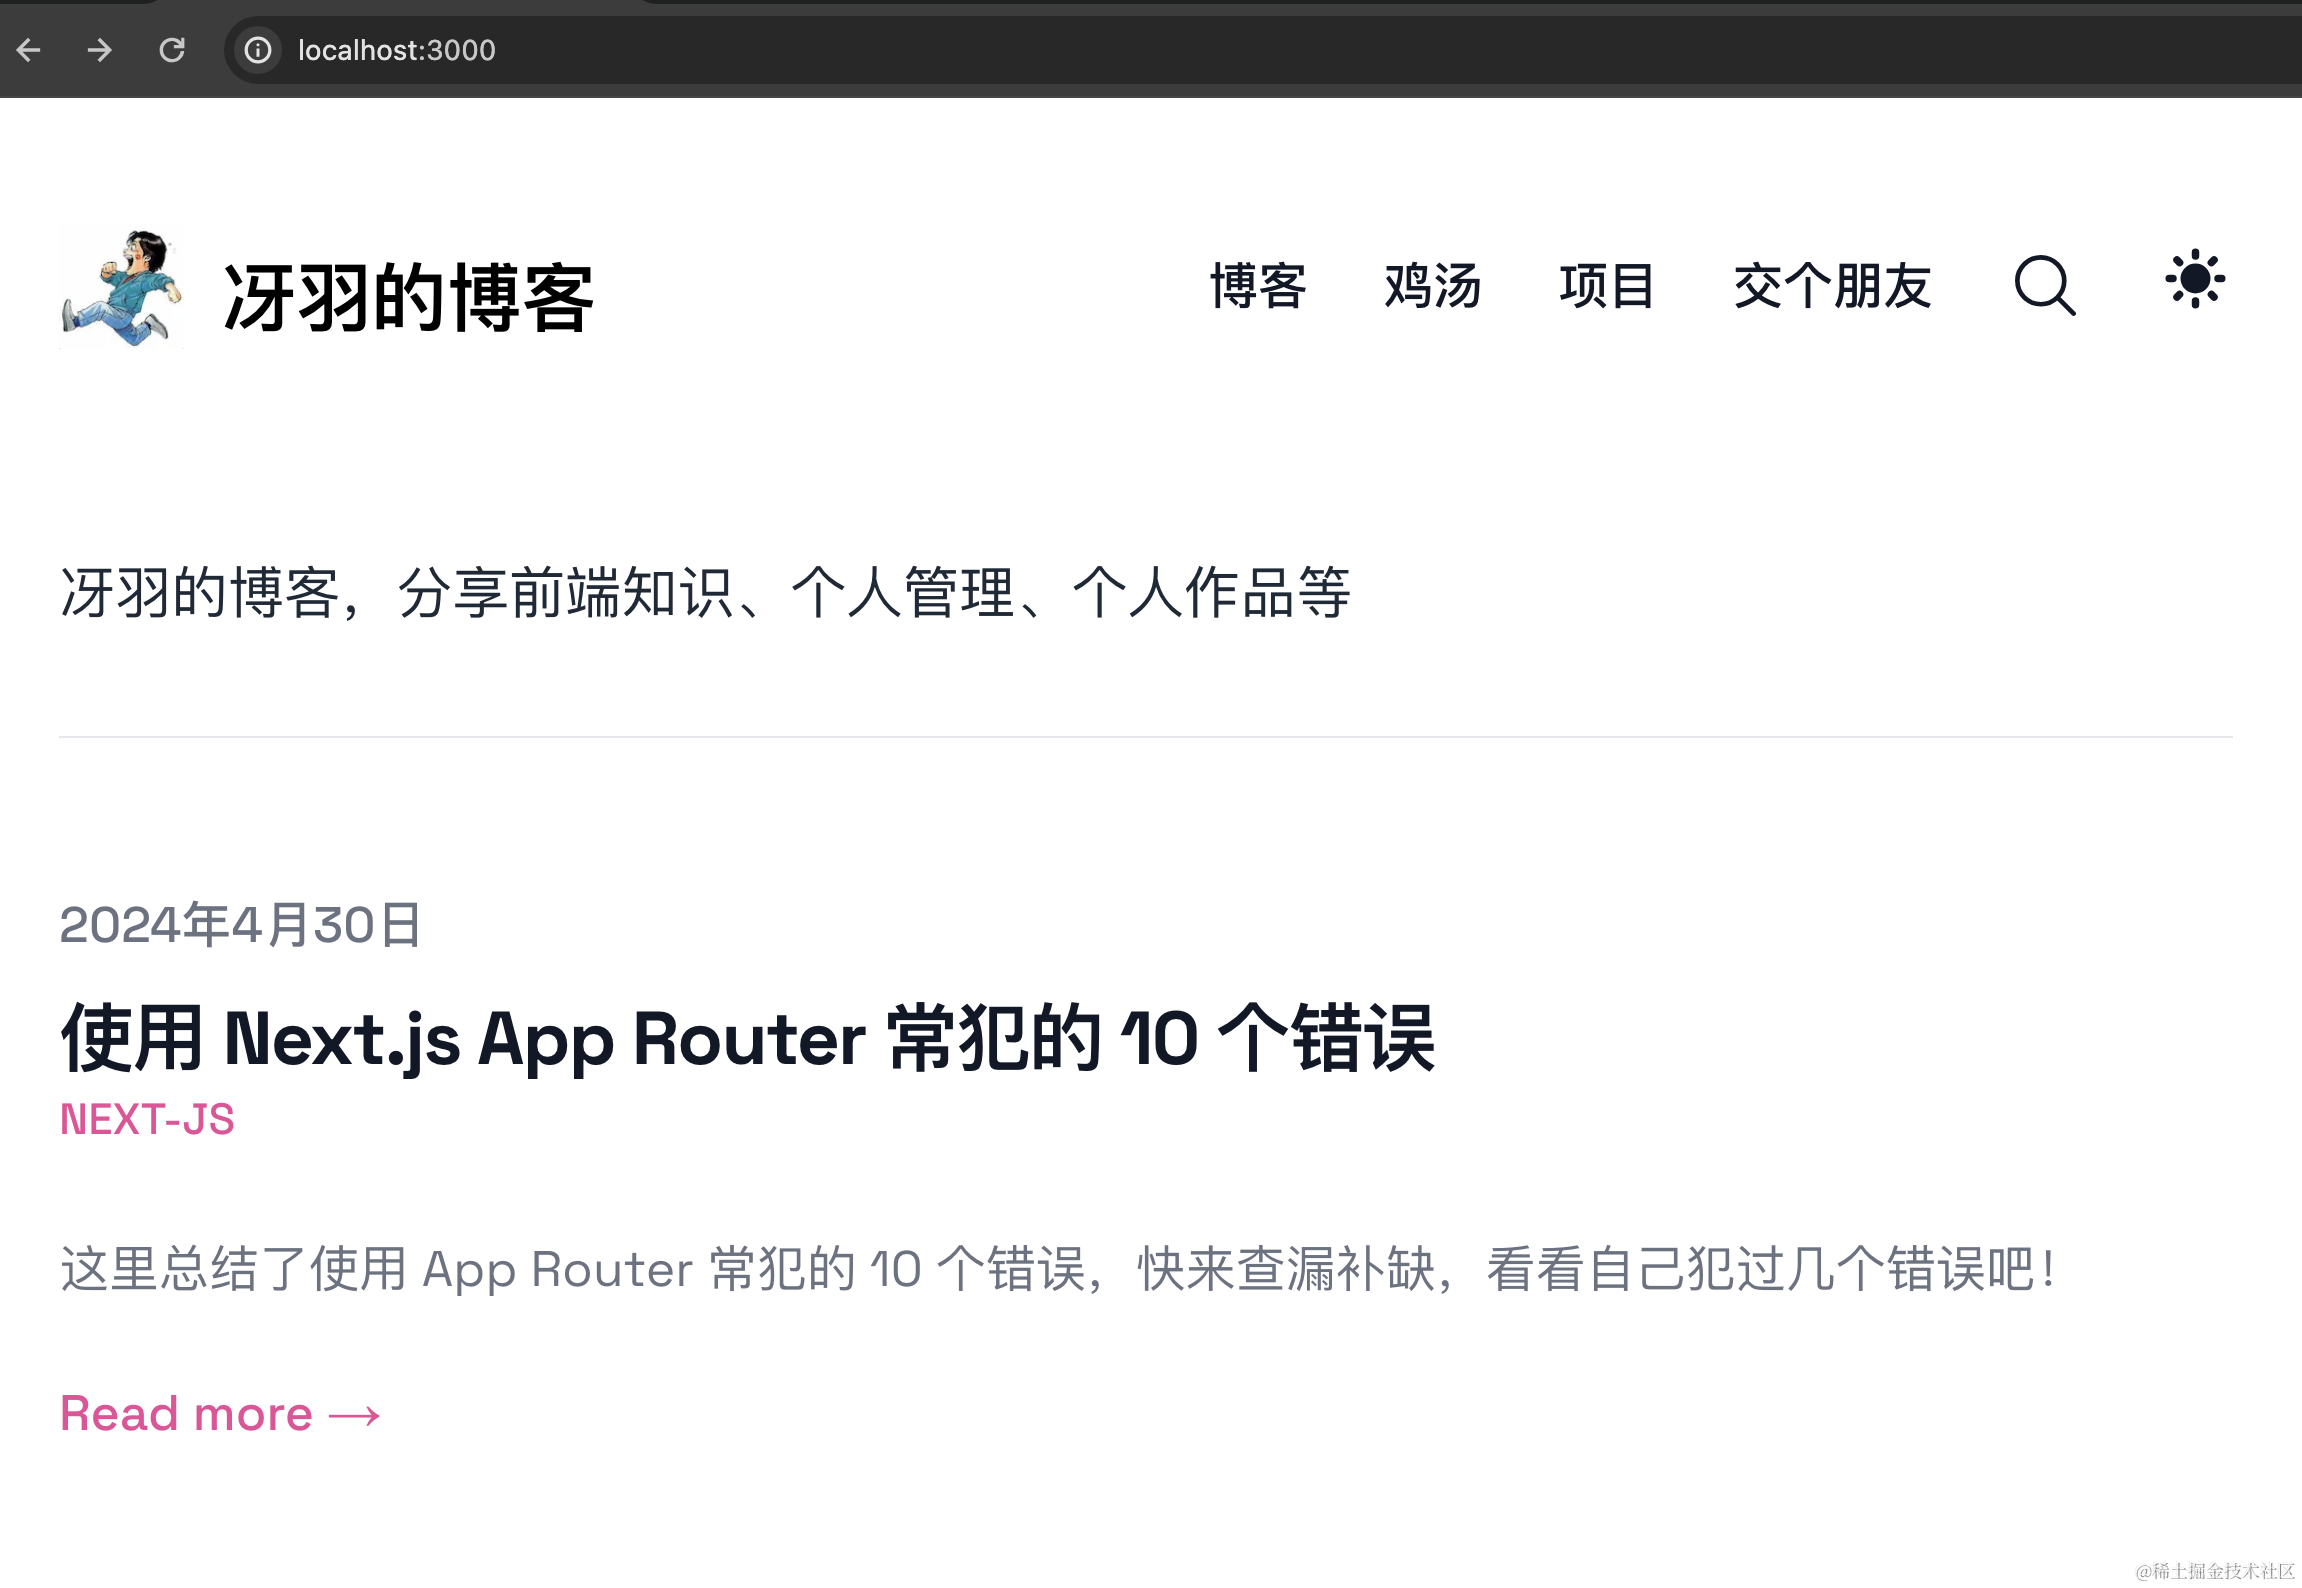 localhost:3000
冴羽的博客
博客 鸡汤 项目 交个朋友
冴羽的博客，分享前端知识、个人管理、个人作品等
2024年4月30日
使用 Next.js App Router 常犯的 10 个错误
NEXT-JS
这里总结了使用 App Router 常犯的 10 个错误，快来查漏补缺，看看自己犯过几个错误吧！
Read more →
@稀土掘金技术社区